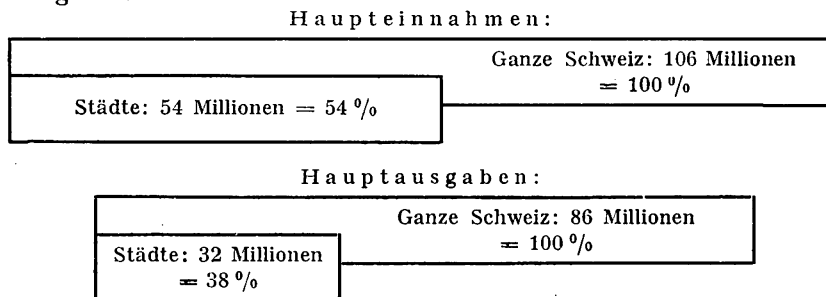 Haupteinnahmen:
Ganze Schweiz: 106 Millionen
= 100 %
Städte: 54 Millionen = 54 %
Hauptausgaben:
Ganze Schweiz: 86 Millionen
= 100 %
Städte: 32 Millionen
= 38 %